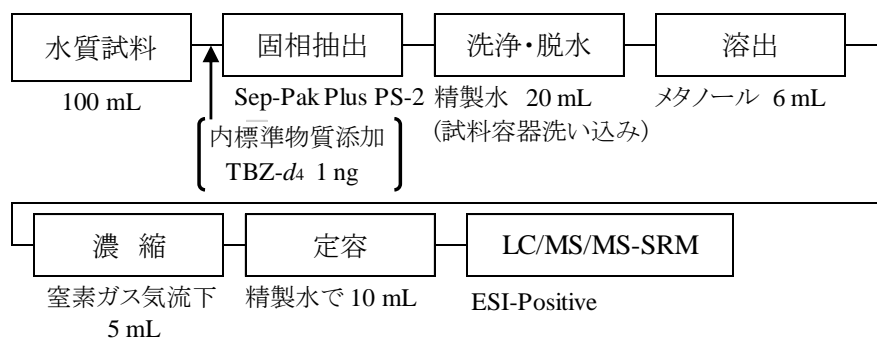 水質試料 固相抽出 洗浄・脱水 溶出
100 mL Sep-Pak Plus PS-2 精製水 20 mL メタノール 6 mL
(試料容器洗い込み)
内標準物質添加
TBZ-d4 1 ng
濃 縮 定容 LC/MS/MS-SRM
窒素ガス気流下 精製水で 10 mL ESI-Positive
5 mL